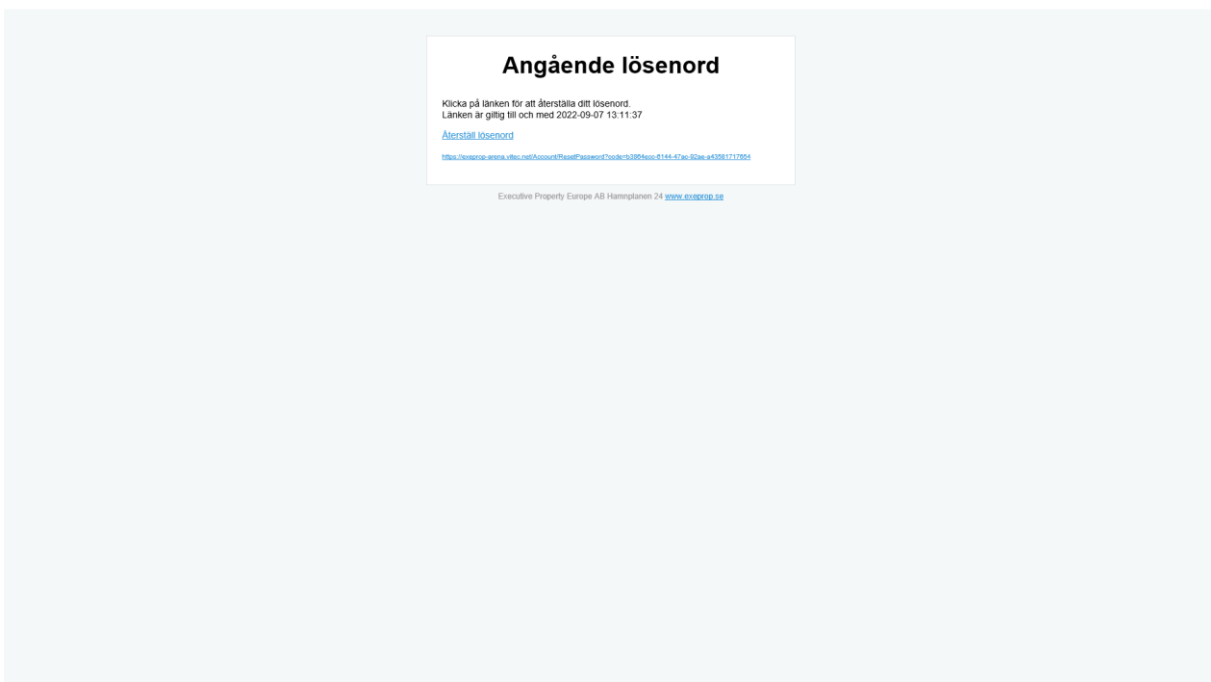 Angående lösenord
Klicka på länken för att återställa ditt lösenord.
Länken är giltig till och med 2022-09-07 13:11:37
Återställ lösenord
Executive Property Europe AB Hamnplanen 24 www.exeprop.se